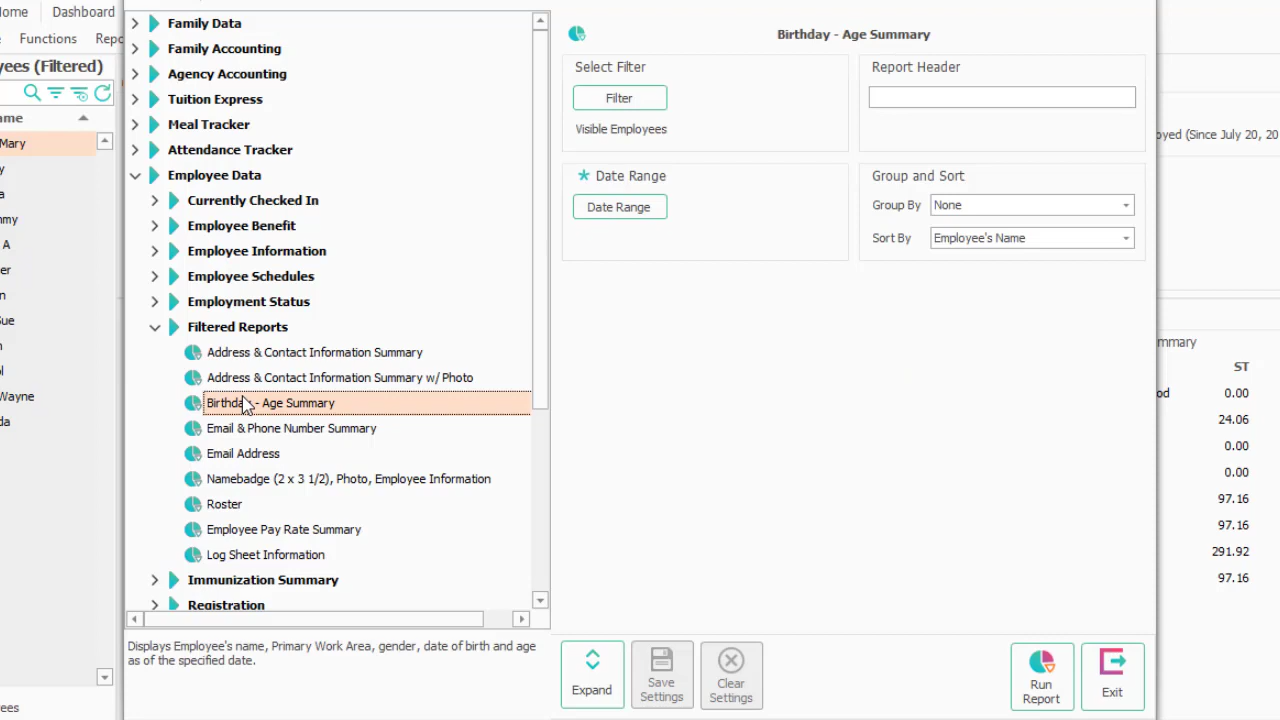 ome
Dashboard
Functions
Repo
ees (Filtered)
ame
Mary
y
a
mmy
A
er
n
Sue
n
ol
Wayne
da
ees
Family Data
Family Accounting
Agency Accounting
Tuition Express
Meal Tracker
Attendance Tracker
Employee Data
Currently Checked In
Employee Benefit
Employee Information
Employee Schedules
Employment Status
Filtered Reports
Address & Contact Information Summary
Address & Contact Information Summary w/ Photo
Birthday - Age Summary
Email & Phone Number Summary
Email Address
Namebadge (2 x 3 1/2), Photo, Employee Information
Roster
Employee Pay Rate Summary
Log Sheet Information
Immunization Summary
Registration
Displays Employee's name, Primary Work Area, gender, date of birth and age
as of the specified date.
Birthday - Age Summary
Select Filter
Filter
Visible Employees
Report Header
* Date Range
Date Range
Group and Sort
Group By None
Sort By Employee's Name
Expand
Save
Settings
Clear
Settings
Run
Report
Exit
oyed (Since July 20, 20
mmary
ST
od 0.00
24.06
0.00
0.00
97.16
97.16
291.92
97.16